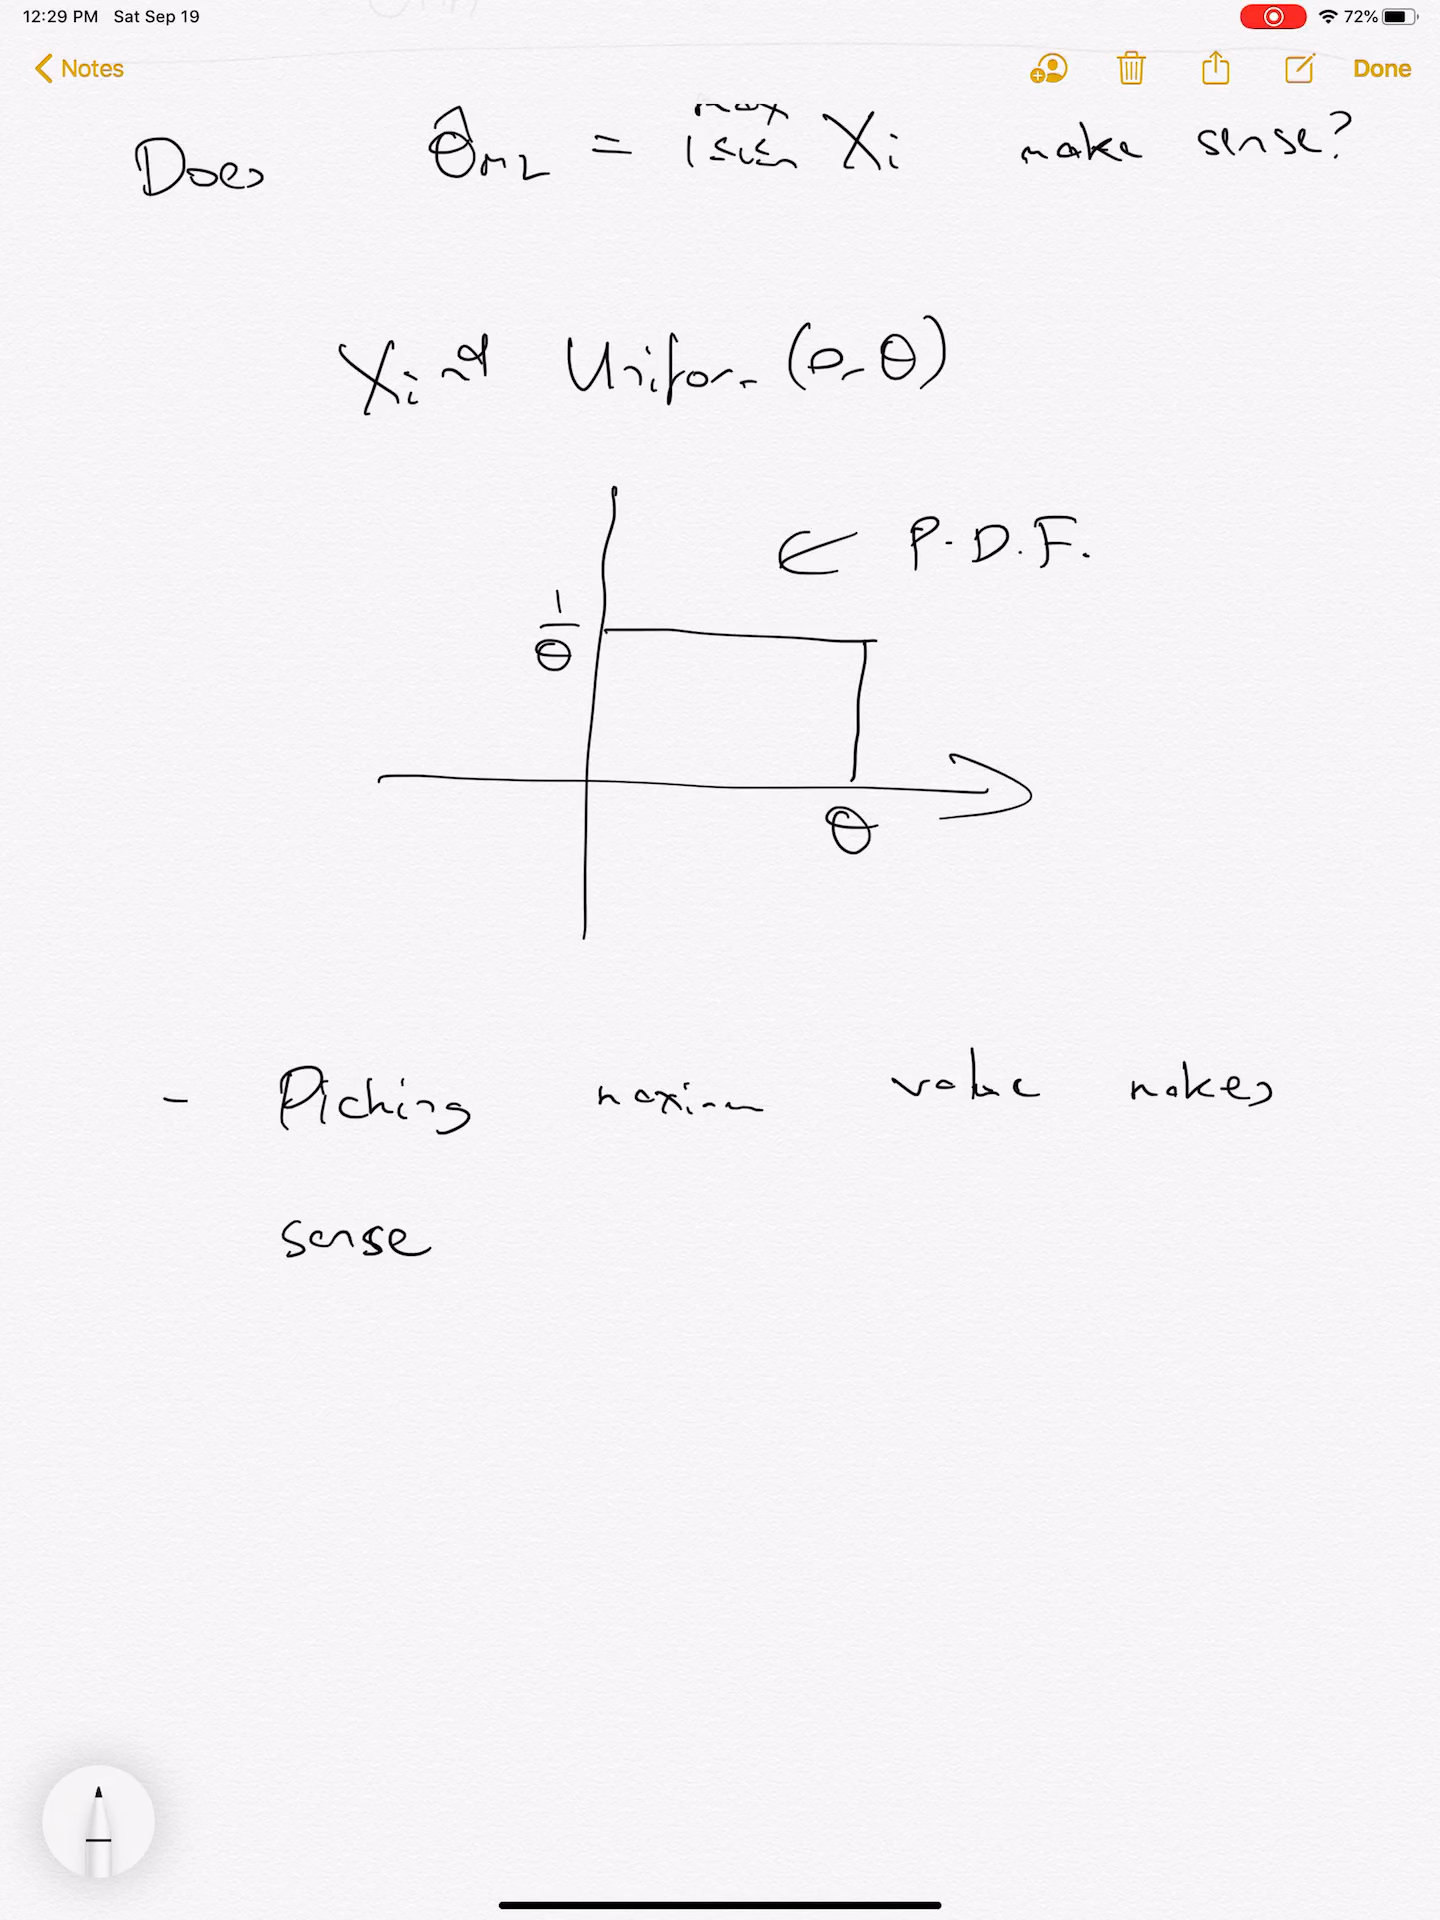 12:29 PM Sat Sep 19 72%
Notes Done
Does θ̂ML = max 1≤i≤n Xi make sense?
Xi iid Uniform (0, θ)
← P.D.F.
1/θ
θ
- Picking maximum value makes
sense